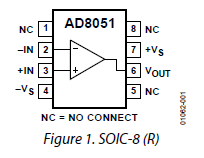 AD8051
NC 1 8 NC
–IN 2 7 +VS
+IN 3 6 VOUT
–VS 4 5 NC
NC = NO CONNECT
01062-001
Figure 1. SOIC-8 (R)